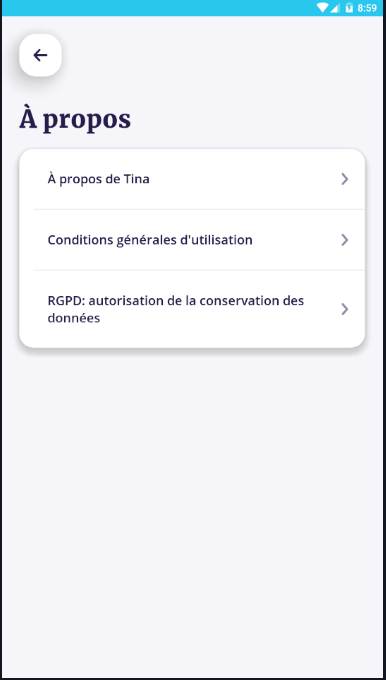 8:59
À propos
À propos de Tina
Conditions générales d'utilisation
RGPD: autorisation de la conservation des
données